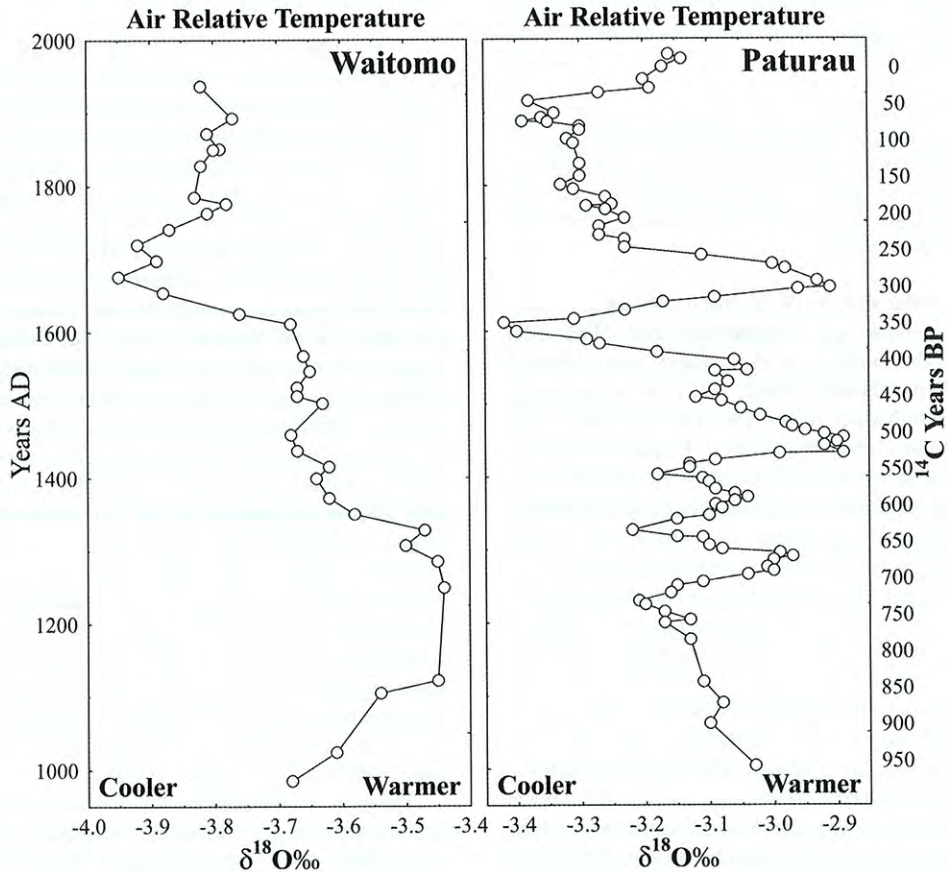 Air Relative Temperature
Waitomo
Years AD
2000
1800
1600
1400
1200
1000
Cooler
Warmer
-4.0 -3.9 -3.8 -3.7 -3.6 -3.5 -3.4
δ¹⁸O‰
Air Relative Temperature
Paturau
0
50
100
150
200
250
300
350
400
450
500
550
600
650
700
750
800
850
900
950
¹⁴C Years BP
Cooler
Warmer
-3.4 -3.3 -3.2 -3.1 -3.0 -2.9
δ¹⁸O‰